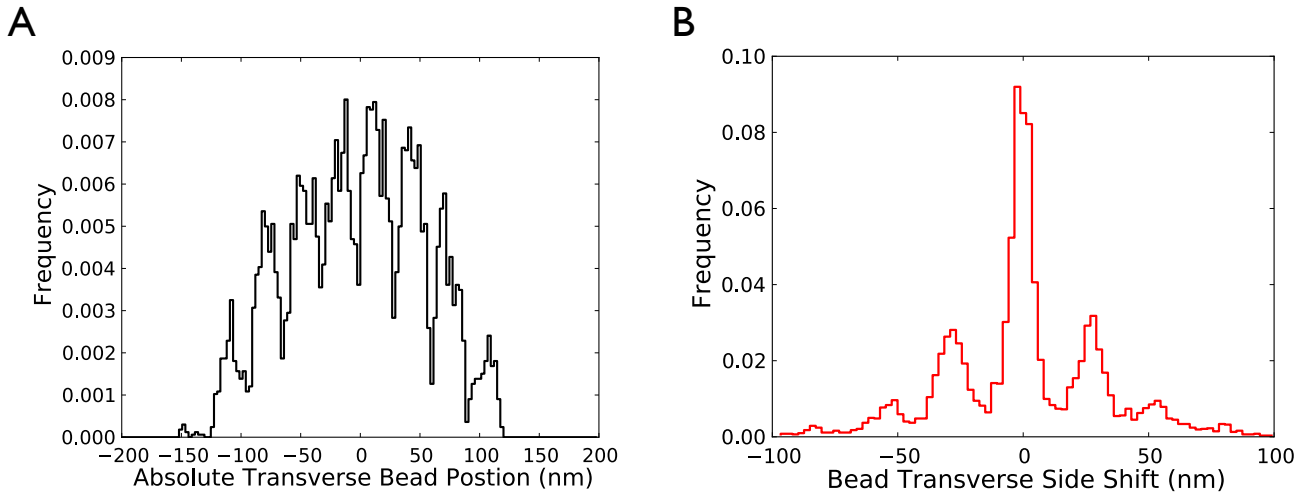 A
0.009
0.008
0.007
0.006
0.005
0.004
0.003
0.002
0.001
0.000
Frequency
−200 −150 −100 −50 0 50 100 150 200
Absolute Transverse Bead Postion (nm)
B
0.10
0.08
0.06
0.04
0.02
0.00
Frequency
−100 −50 0 50 100
Bead Transverse Side Shift (nm)